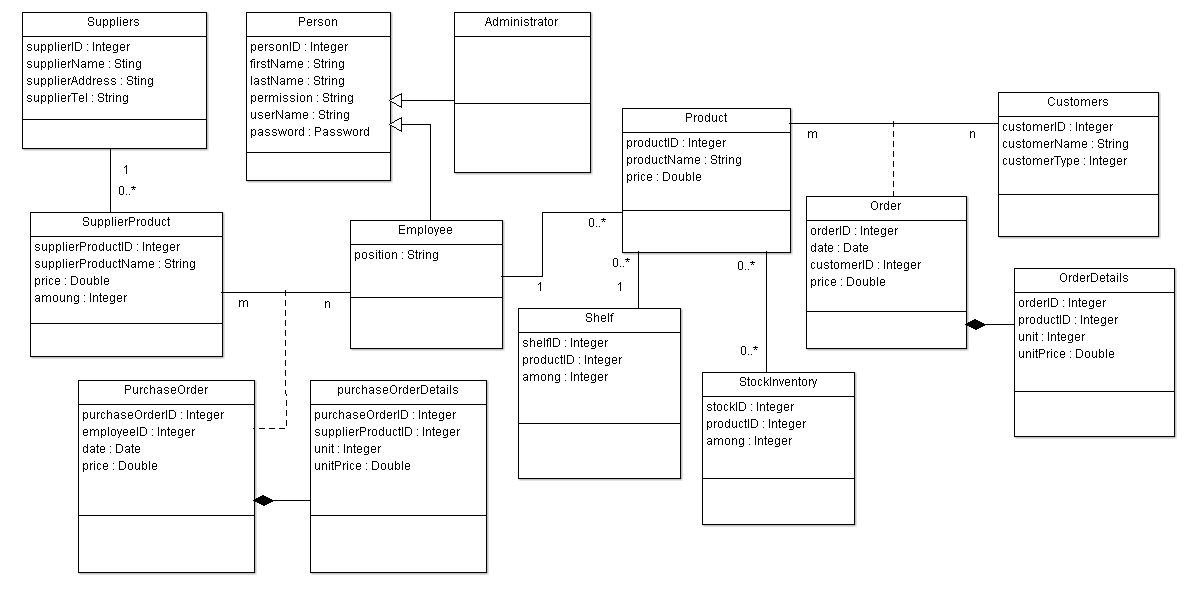 Suppliers
supplierID : Integer
supplierName : Sting
supplierAddress : Sting
supplierTel : String
Person
personID : Integer
firstName : String
lastName : String
permission : String
userName : String
password : Password
Administrator
Product
productID : Integer
productName : String
price : Double
m
n
Customers
customerID : Integer
customerName : String
customerType : Integer
1
0..*
SupplierProduct
supplierProductID : Integer
supplierProductName : String
price : Double
amoung : Integer
m
n
Employee
position : String
1
0..*
0..*
1
0..*
0..*
Order
orderID : Integer
date : Date
customerID : Integer
price : Double
OrderDetails
orderID : Integer
productID : Integer
unit : Integer
unitPrice : Double
Shelf
shelfID : Integer
productID : Integer
among : Integer
StockInventory
stockID : Integer
productID : Integer
among : Integer
PurchaseOrder
purchaseOrderID : Integer
employeeID : Integer
date : Date
price : Double
purchaseOrderDetails
purchaseOrderID : Integer
supplierProductID : Integer
unit : Integer
unitPrice : Double